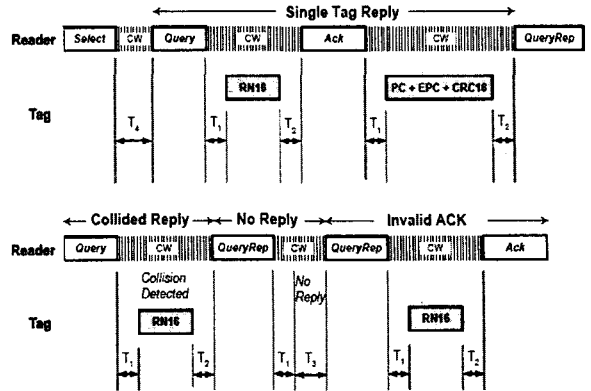 Single Tag Reply
Reader Select CW Query CW Ack CW QueryRep
Tag RN16 PC + EPC + CRC16
T4 T1 T2 T1 T2
Collided Reply No Reply Invalid ACK
Reader Query CW QueryRep CW QueryRep CW Ack
Collision Detected No Reply
Tag RN16 RN16
T1 T2 T1 T3 T1 T2